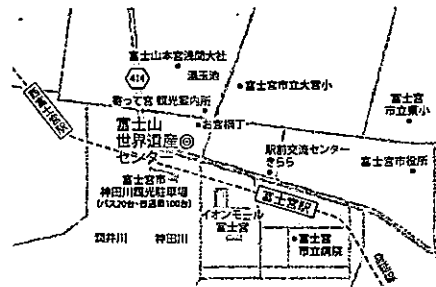 富士山本宮浅間大社
湧玉池
414
富士宮市立大宮小
寄って宮 観光案内所
富士宮
市立東小
お宮横丁
富士山
世界遺産
センター
駅前交流センター
きらら
富士宮市役所
西富士宮駅
富士宮市
神田川観光駐車場
(バス20台・普通車100台)
富士宮駅
イオンモール
富士宮
潤井川
神田川
富士宮
市立病院